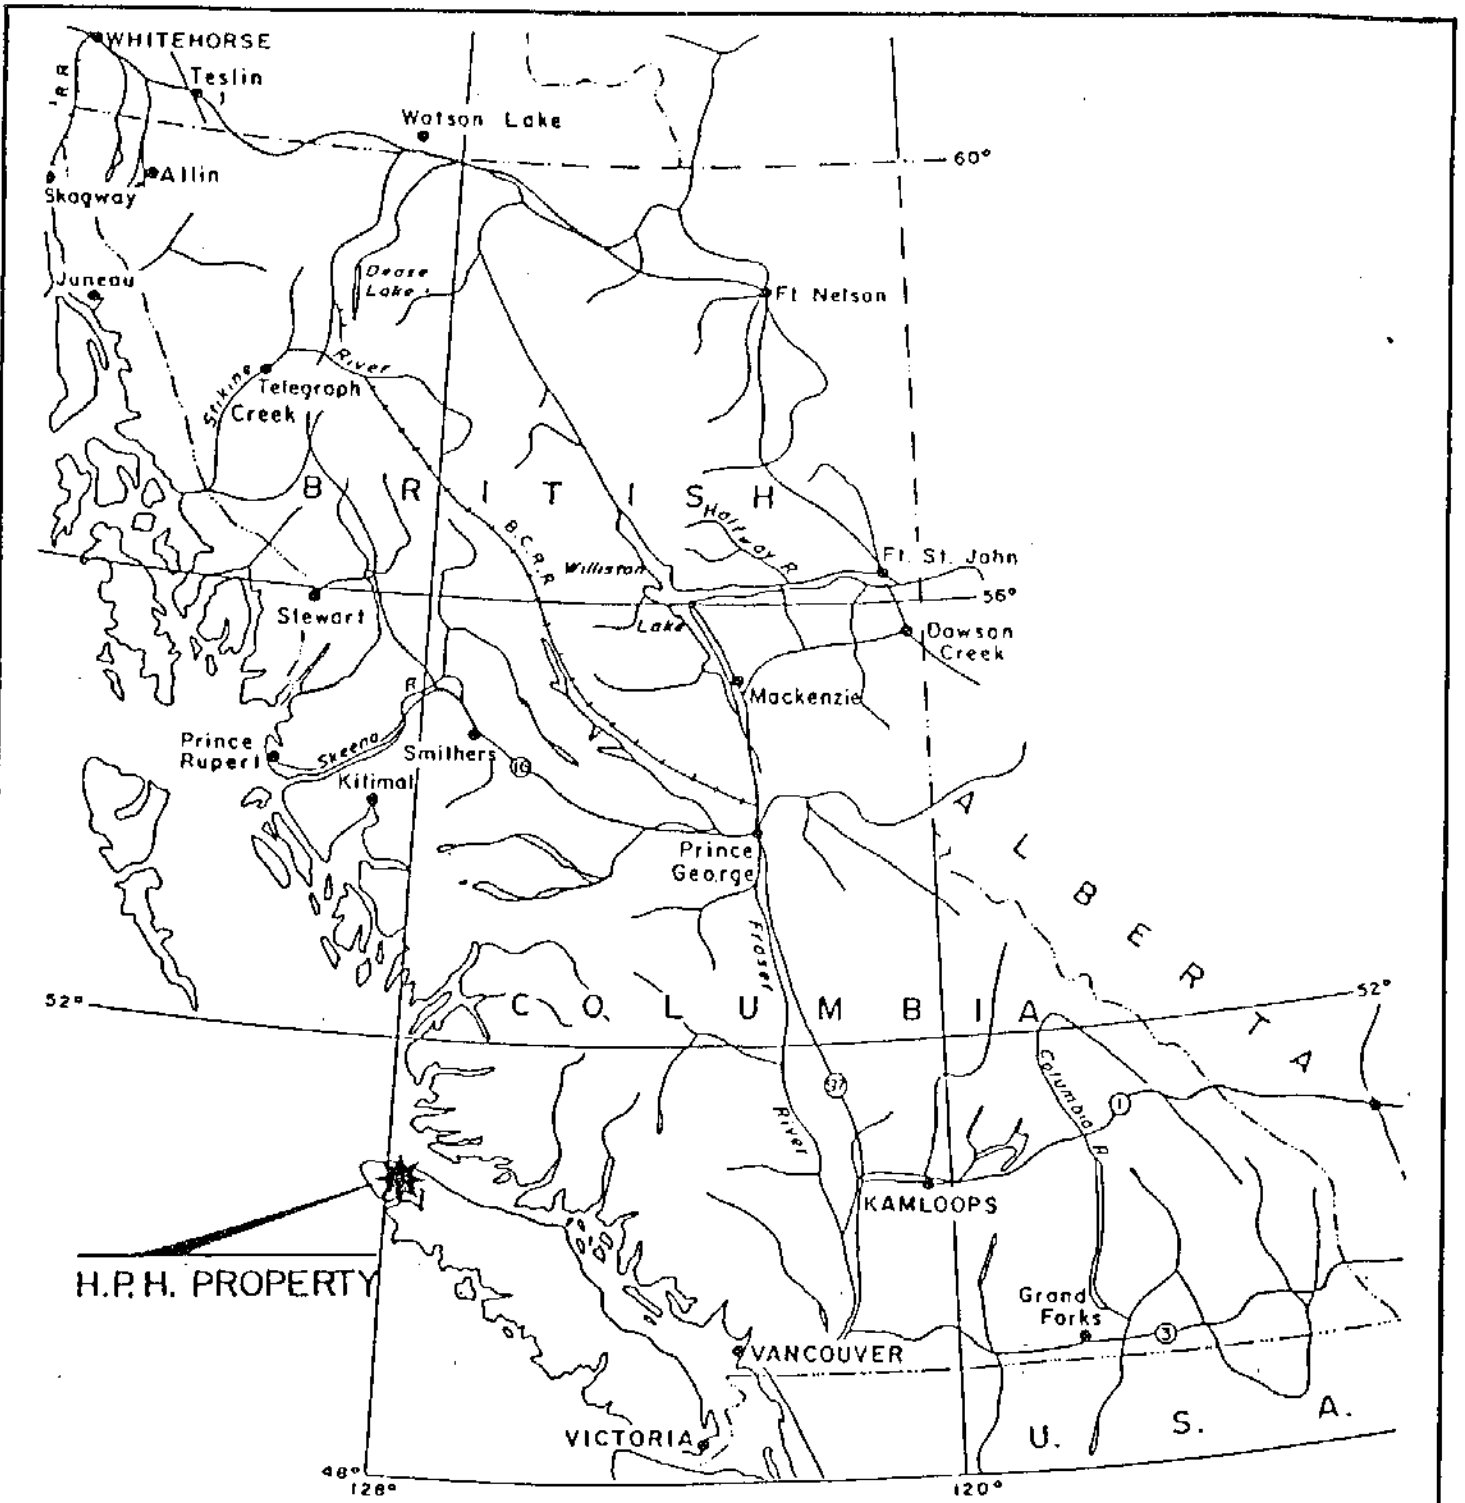 WHITEHORSE
Teslin
R R
Watson Lake
60°
Atlin
Skagway
Dease
Lake
Juneau
Ft Nelson
Stikine
River
Telegraph
Creek
B R I T I S H
Halfway R
B.C.R.R
Williston
Lake
Ft. St. John
56°
Stewart
Dawson
Creek
Mackenzie
R
Skeena
Prince
Rupert
Smithers
16
Kitimat
Prince
George
Fraser
River
A L B E R T A
52°
C O L U M B I A
52°
Columbia R
97
1
KAMLOOPS
H.P.H. PROPERTY
Grand
Forks
3
VANCOUVER
VICTORIA
U. S. A.
48°
128°
120°